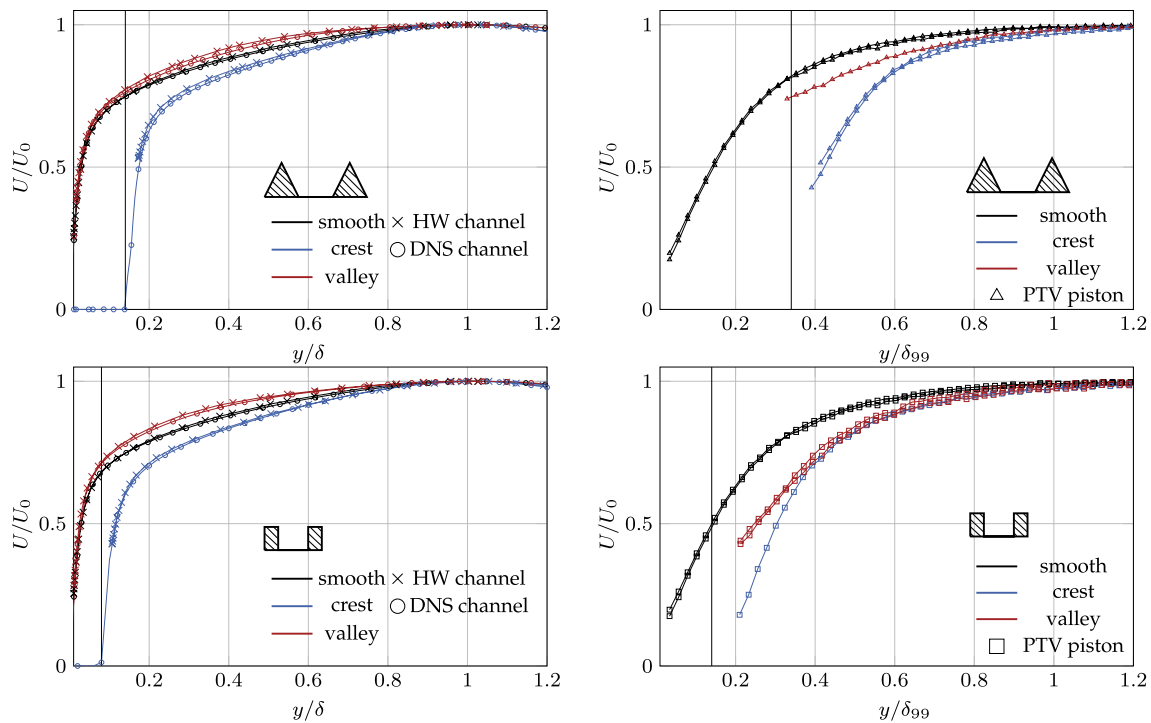 1
0.5
0
U/U₀
0.2
0.4
0.6
0.8
1
1.2
y/δ
smooth × HW channel
crest ○ DNS channel
valley
1
0.5
0
U/U₀
0.2
0.4
0.6
0.8
1
1.2
y/δ₉₉
smooth
crest
valley
△ PTV piston
1
0.5
0
U/U₀
0.2
0.4
0.6
0.8
1
1.2
y/δ
smooth × HW channel
crest ○ DNS channel
valley
1
0.5
0
U/U₀
0.2
0.4
0.6
0.8
1
1.2
y/δ₉₉
smooth
crest
valley
□ PTV piston